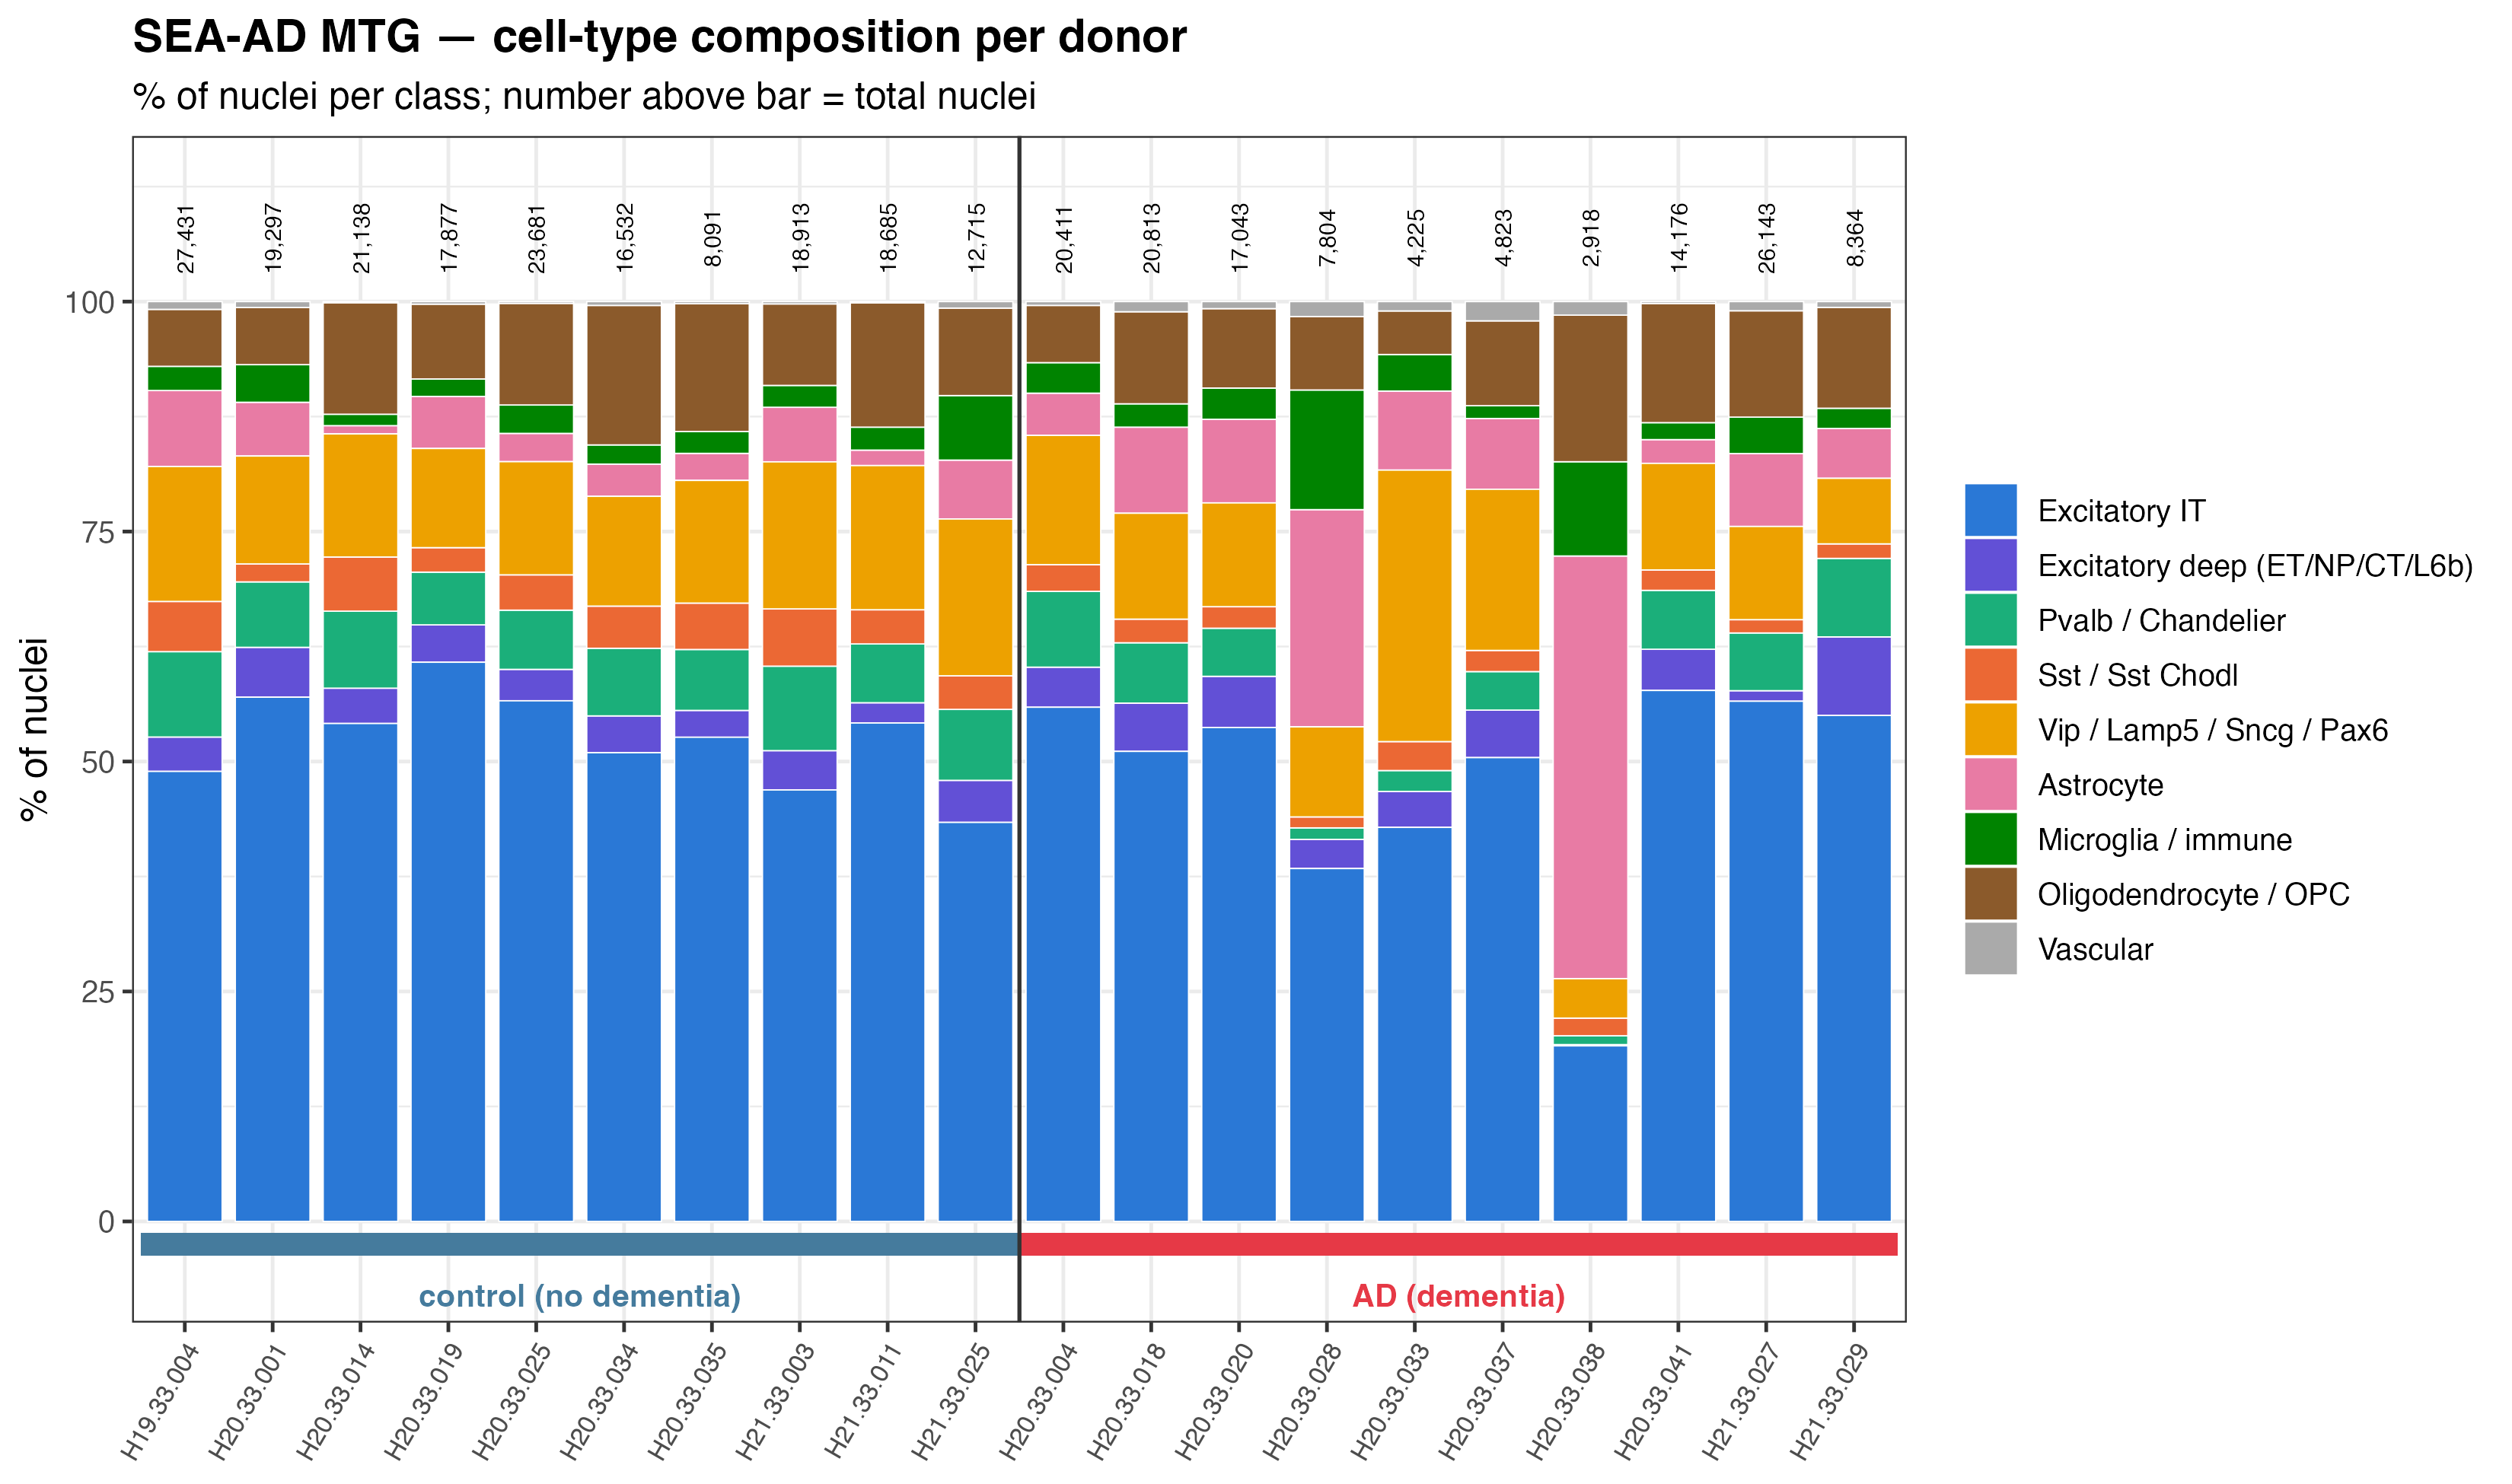 SEA-AD MTG — cell-type composition per donor
% of nuclei per class; number above bar = total nuclei
27,431 19,297 21,138 17,877 23,681 16,532 8,091 18,913 18,685 12,715 20,411 20,813 17,043 7,804 4,225 4,823 2,918 14,176 26,143 8,364
% of nuclei
100
75
50
25
0
Excitatory IT
Excitatory deep (ET/NP/CT/L6b)
Pvalb / Chandelier
Sst / Sst Chodl
Vip / Lamp5 / Sncg / Pax6
Astrocyte
Microglia / immune
Oligodendrocyte / OPC
Vascular
control (no dementia) AD (dementia)
H19.33.004 H20.33.001 H20.33.014 H20.33.019 H20.33.025 H20.33.034 H20.33.035 H21.33.003 H21.33.011 H21.33.025 H20.33.004 H20.33.018 H20.33.020 H20.33.028 H20.33.033 H20.33.037 H20.33.038 H20.33.041 H21.33.027 H21.33.029